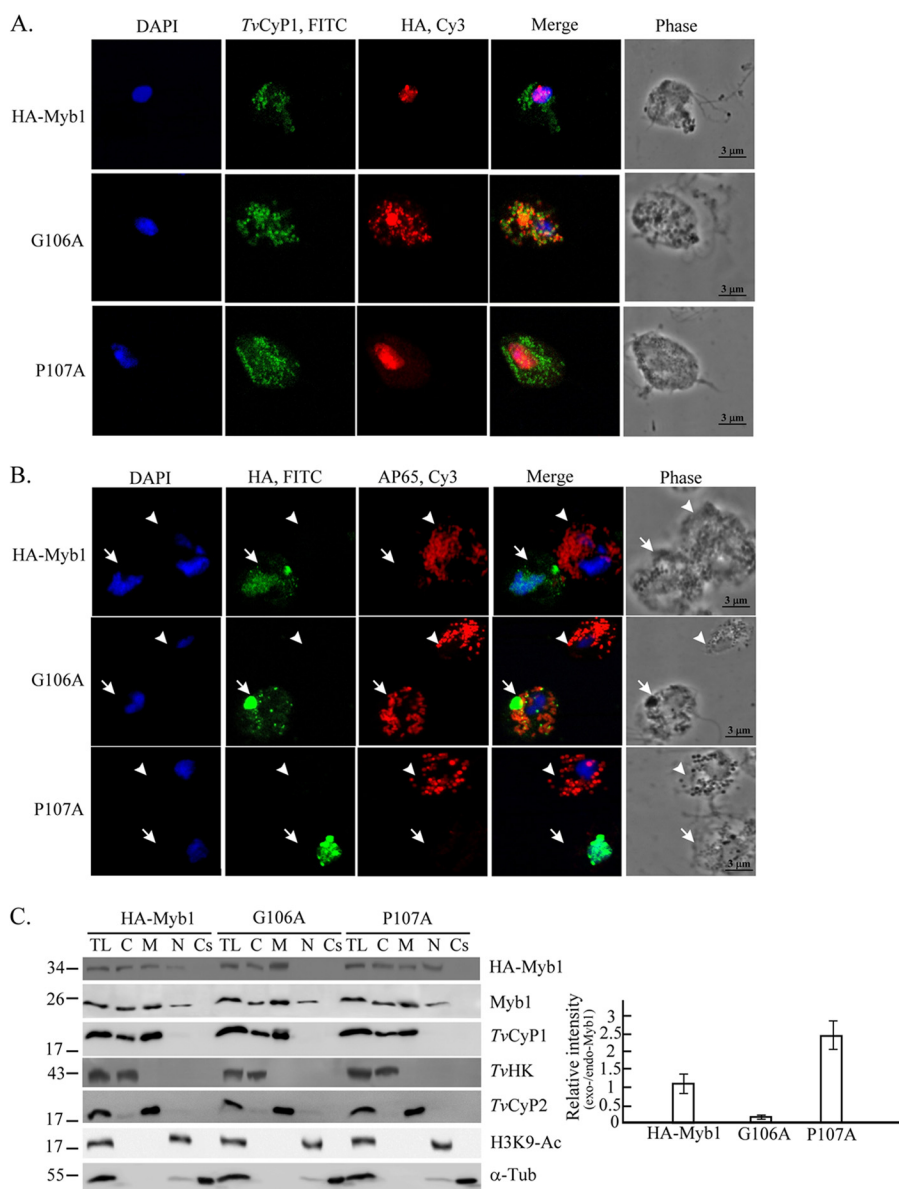 A.
DAPI TvCyP1, FITC HA, Cy3 Merge Phase
HA-Myb1
3 μm
G106A
3 μm
P107A
3 μm
B.
DAPI HA, FITC AP65, Cy3 Merge Phase
HA-Myb1
3 μm
G106A
3 μm
P107A
3 μm
C.
HA-Myb1 G106A P107A
TL C M N Cs TL C M N Cs TL C M N Cs
34 HA-Myb1
26 Myb1
TvCyP1
17
43 TvHK
TvCyP2
17
17 H3K9-Ac
55 α-Tub
Relative intensity
(exo-/endo-Myb1)
3
2.5
2
1.5
1
0.5
0
HA-Myb1 G106A P107A